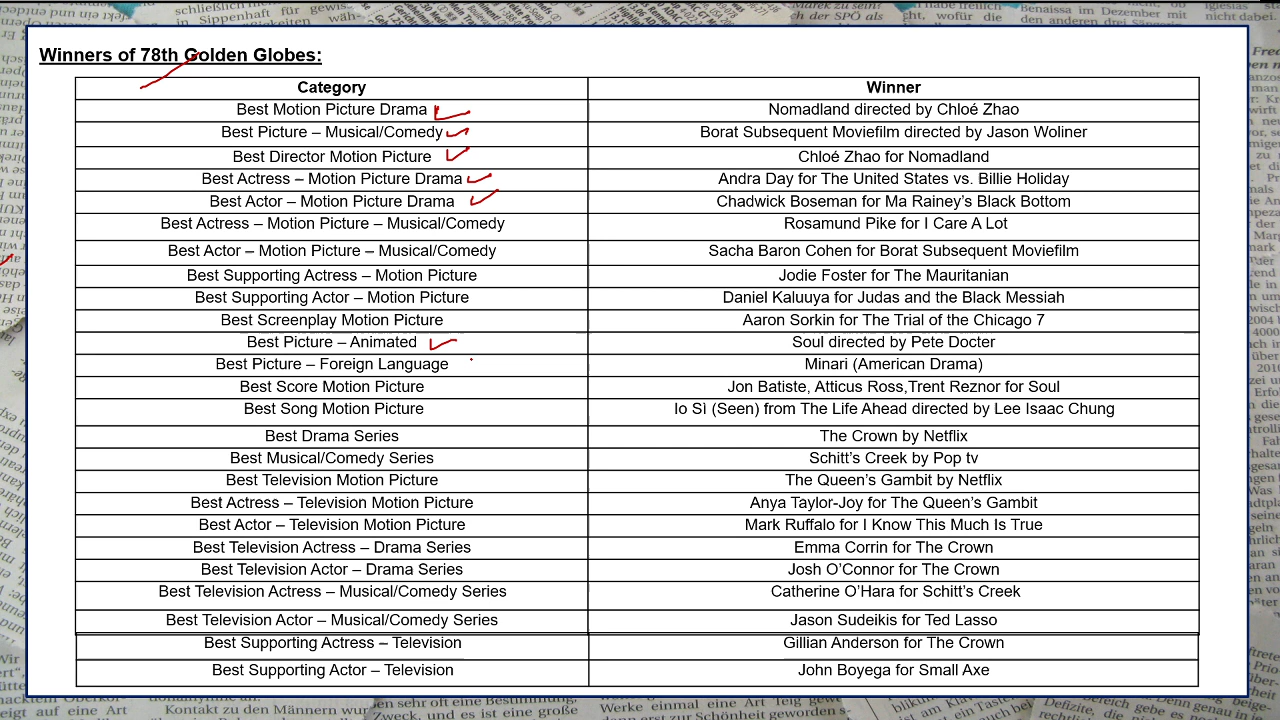 Winners of 78th Golden Globes:
Category Winner
Best Motion Picture Drama Nomadland directed by Chloé Zhao
Best Picture – Musical/Comedy Borat Subsequent Moviefilm directed by Jason Woliner
Best Director Motion Picture Chloé Zhao for Nomadland
Best Actress – Motion Picture Drama Andra Day for The United States vs. Billie Holiday
Best Actor – Motion Picture Drama Chadwick Boseman for Ma Rainey’s Black Bottom
Best Actress – Motion Picture – Musical/Comedy Rosamund Pike for I Care A Lot
Best Actor – Motion Picture – Musical/Comedy Sacha Baron Cohen for Borat Subsequent Moviefilm
Best Supporting Actress – Motion Picture Jodie Foster for The Mauritanian
Best Supporting Actor – Motion Picture Daniel Kaluuya for Judas and the Black Messiah
Best Screenplay Motion Picture Aaron Sorkin for The Trial of the Chicago 7
Best Picture – Animated Soul directed by Pete Docter
Best Picture – Foreign Language Minari (American Drama)
Best Score Motion Picture Jon Batiste, Atticus Ross,Trent Reznor for Soul
Best Song Motion Picture Io Sì (Seen) from The Life Ahead directed by Lee Isaac Chung
Best Drama Series The Crown by Netflix
Best Musical/Comedy Series Schitt’s Creek by Pop tv
Best Television Motion Picture The Queen’s Gambit by Netflix
Best Actress – Television Motion Picture Anya Taylor-Joy for The Queen’s Gambit
Best Actor – Television Motion Picture Mark Ruffalo for I Know This Much Is True
Best Television Actress – Drama Series Emma Corrin for The Crown
Best Television Actor – Drama Series Josh O’Connor for The Crown
Best Television Actress – Musical/Comedy Series Catherine O’Hara for Schitt’s Creek
Best Television Actor – Musical/Comedy Series Jason Sudeikis for Ted Lasso
Best Supporting Actress – Television Gillian Anderson for The Crown
Best Supporting Actor – Television John Boyega for Small Axe